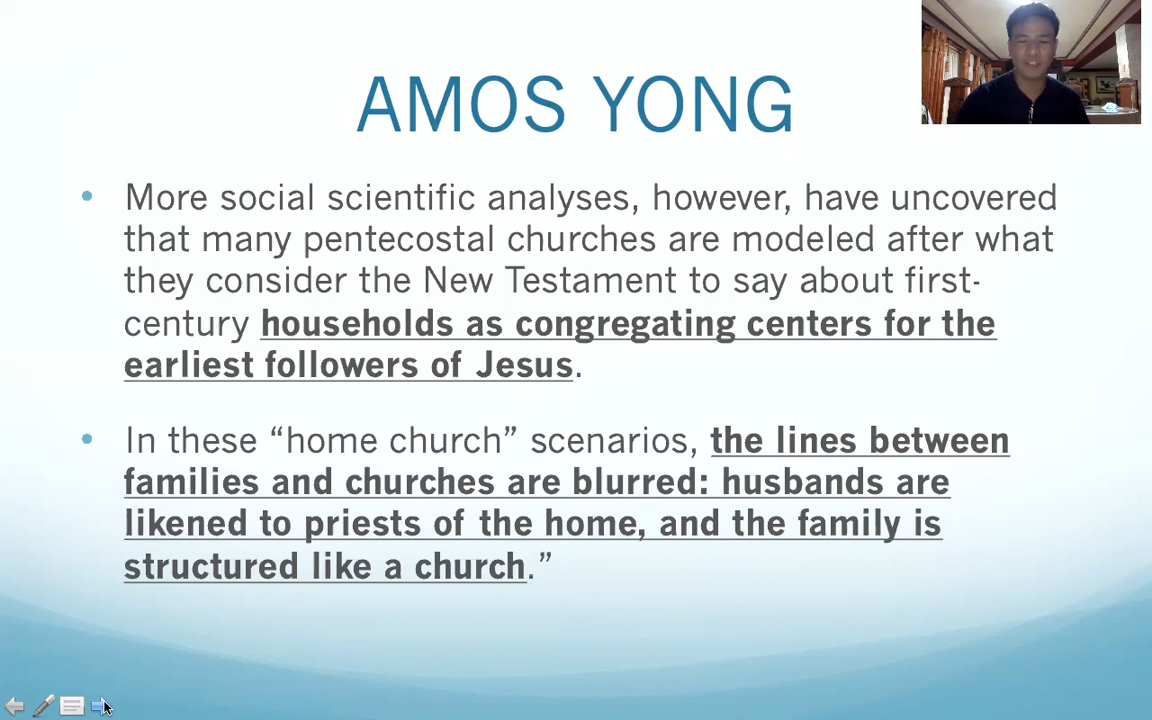 AMOS YONG
• More social scientific analyses, however, have uncovered
that many pentecostal churches are modeled after what
they consider the New Testament to say about first-
century households as congregating centers for the
earliest followers of Jesus.
• In these “home church” scenarios, the lines between
families and churches are blurred: husbands are
likened to priests of the home, and the family is
structured like a church.”